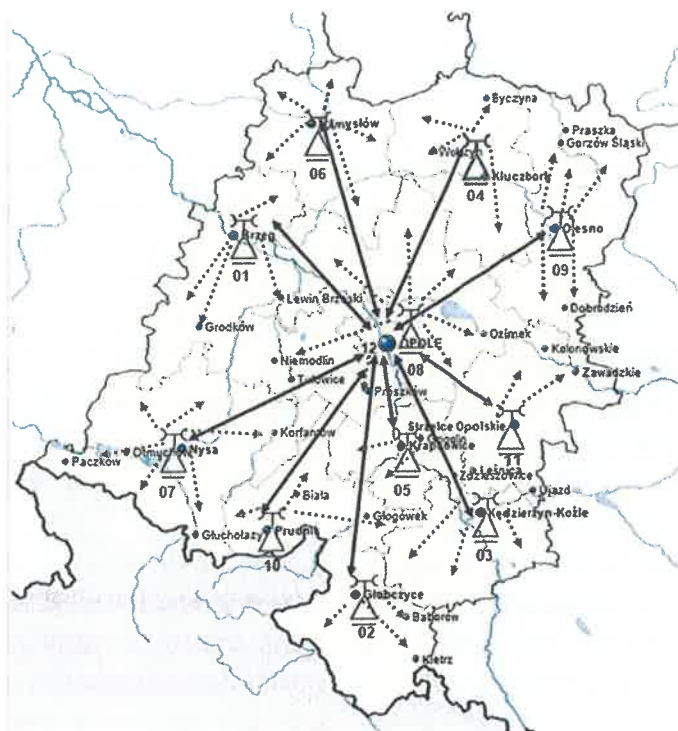 Byczyna
Namysłów
Praszka
Gorzów Śląski
Wołczyn
06
Kluczbork
04
Brzeg
Olesno
01
09
Lewin Brzeski
Dobrodzień
Grodków
Ozimek
12
OPOLE
Kolonowskie
Niemodlin
08
Zawadzkie
Tułowice
Prószków
Strzelce Opolskie
Korfantów
Gogolin
Nysa
Otmuchów
Krapkowice
11
Paczków
Leśnica
Zdzieszowice
07
05
Ujazd
Biała
Kędzierzyn-Koźle
Głogówek
Prudnik
Głuchołazy
03
10
Głubczyce
Baborów
02
Kietrz